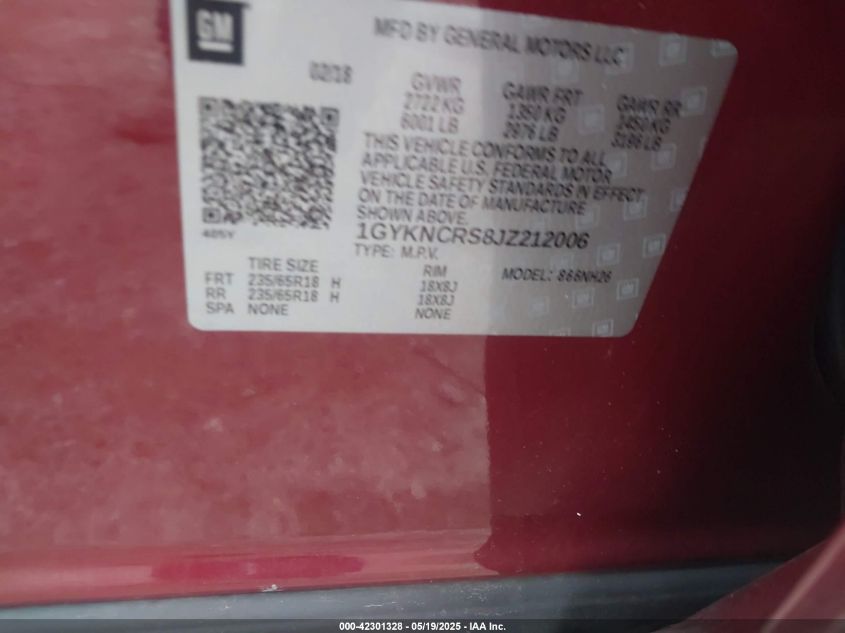 GM
MFD BY GENERAL MOTORS LLC
02/18
GVWR GAWR FRT GAWR RR
2722 KG 1350 KG 1450 KG
6001 LB 2976 LB 3196 LB
THIS VEHICLE CONFORMS TO ALL
APPLICABLE U.S. FEDERAL MOTOR
VEHICLE SAFETY STANDARDS IN EFFECT
ON THE DATE OF MANUFACTURE
SHOWN ABOVE.
405Y
1GYKNCRS8JZ212006
TYPE: M.P.V.
TIRE SIZE RIM MODEL: 
FRT 235/65R18 H 18X8J
RR 235/65R18 H 18X8J
SPA NONE NONE
000-42301328 - 05/19/2025 - IAA Inc.